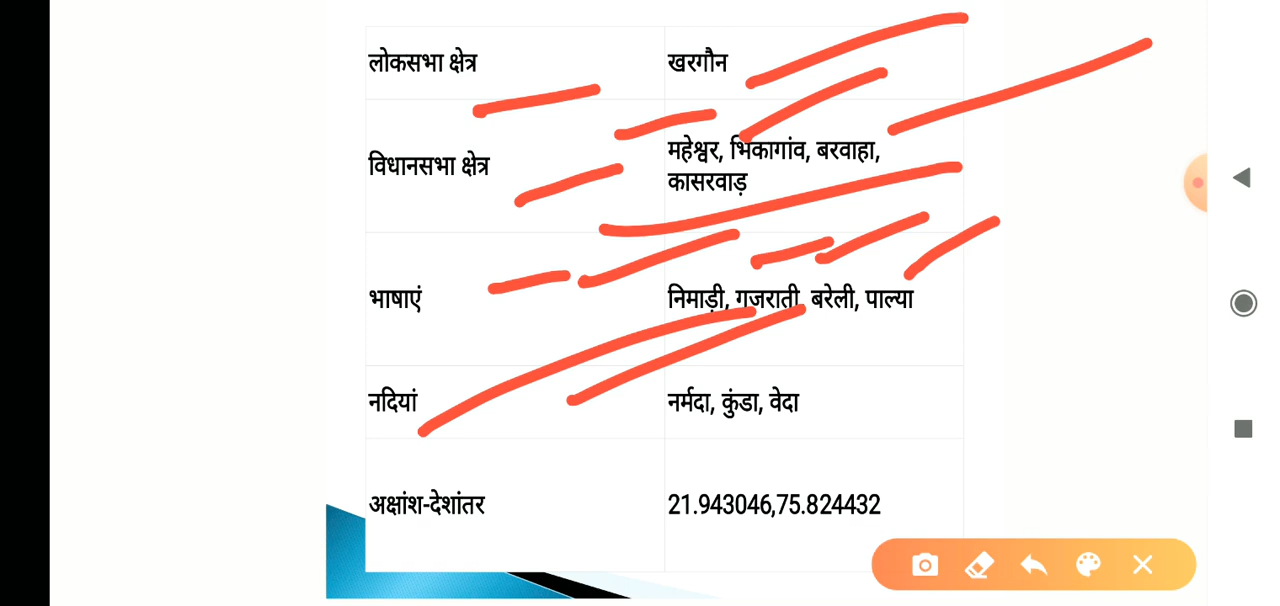 लोकसभा क्षेत्र खरगौन
विधानसभा क्षेत्र महेश्वर, भिकागांव, बरवाहा,
कासरवाड़
भाषाएं निमाड़ी, गुजराती, बरेली, पाल्या
नदियां नर्मदा, कुंडा, वेदा
अक्षांश-देशांतर 21.943046,75.824432